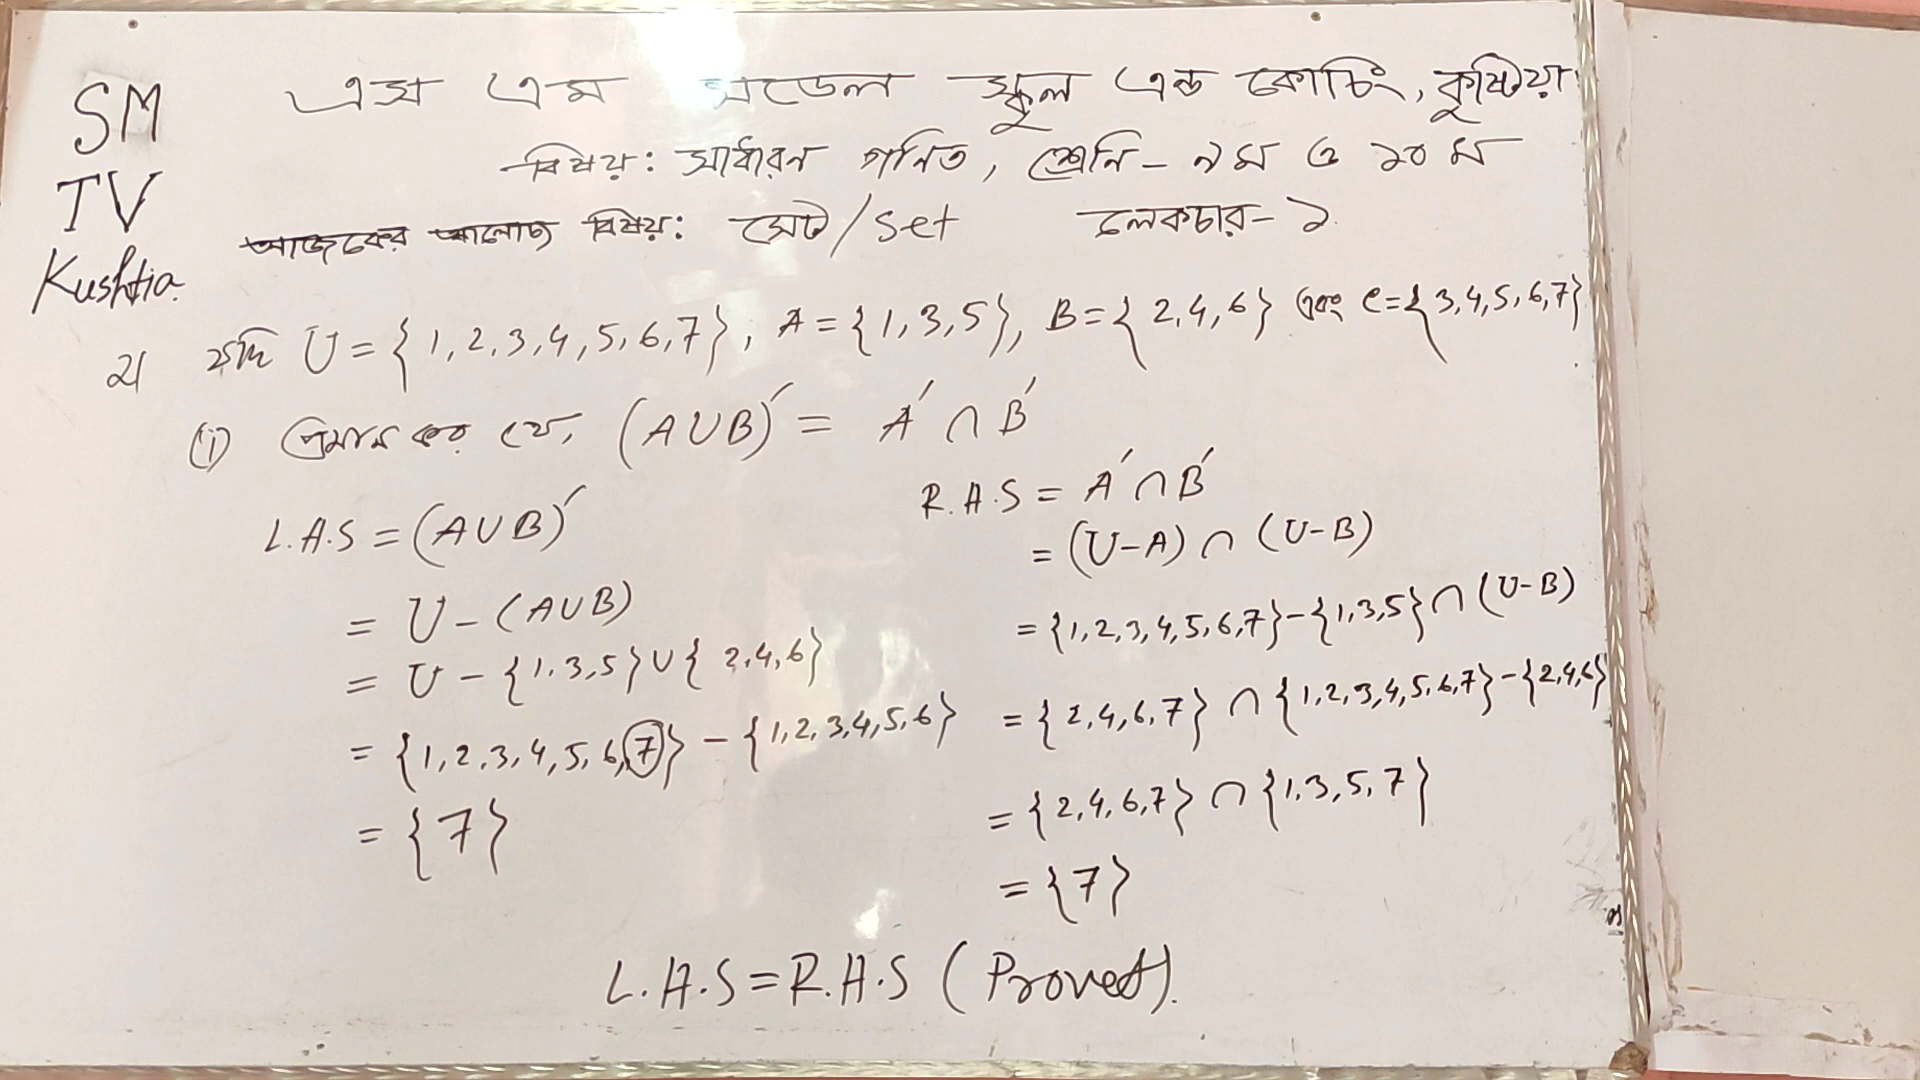 SM
TV
Kushtia.
এস এম মডেল স্কুল এন্ড কোচিং, কুষ্টিয়া
বিষয়: সাধারন গনিত, শ্রেনি- ৯ম ও ১০ম
আজকের আলোচ্য বিষয়: সেট/set লেকচার- ১
২। যদি U = {1,2,3,4,5,6,7}, A = {1,3,5}, B = {2,4,6} এবং C = {3,4,5,6,7}
(i) প্রমান কর যে, (A∪B)′ = A′ ∩ B′
L.H.S = (A∪B)′
= U - (A∪B)
= U - {1,3,5} ∪ {2,4,6}
= {1,2,3,4,5,6,7} - {1,2,3,4,5,6}
= {7}
R.H.S = A′ ∩ B′
= (U-A) ∩ (U-B)
= {1,2,3,4,5,6,7} - {1,3,5} ∩ (U-B)
= {2,4,6,7} ∩ {1,2,3,4,5,6,7} - {2,4,6}
= {2,4,6,7} ∩ {1,3,5,7}
= {7}
L.H.S = R.H.S (Proved).